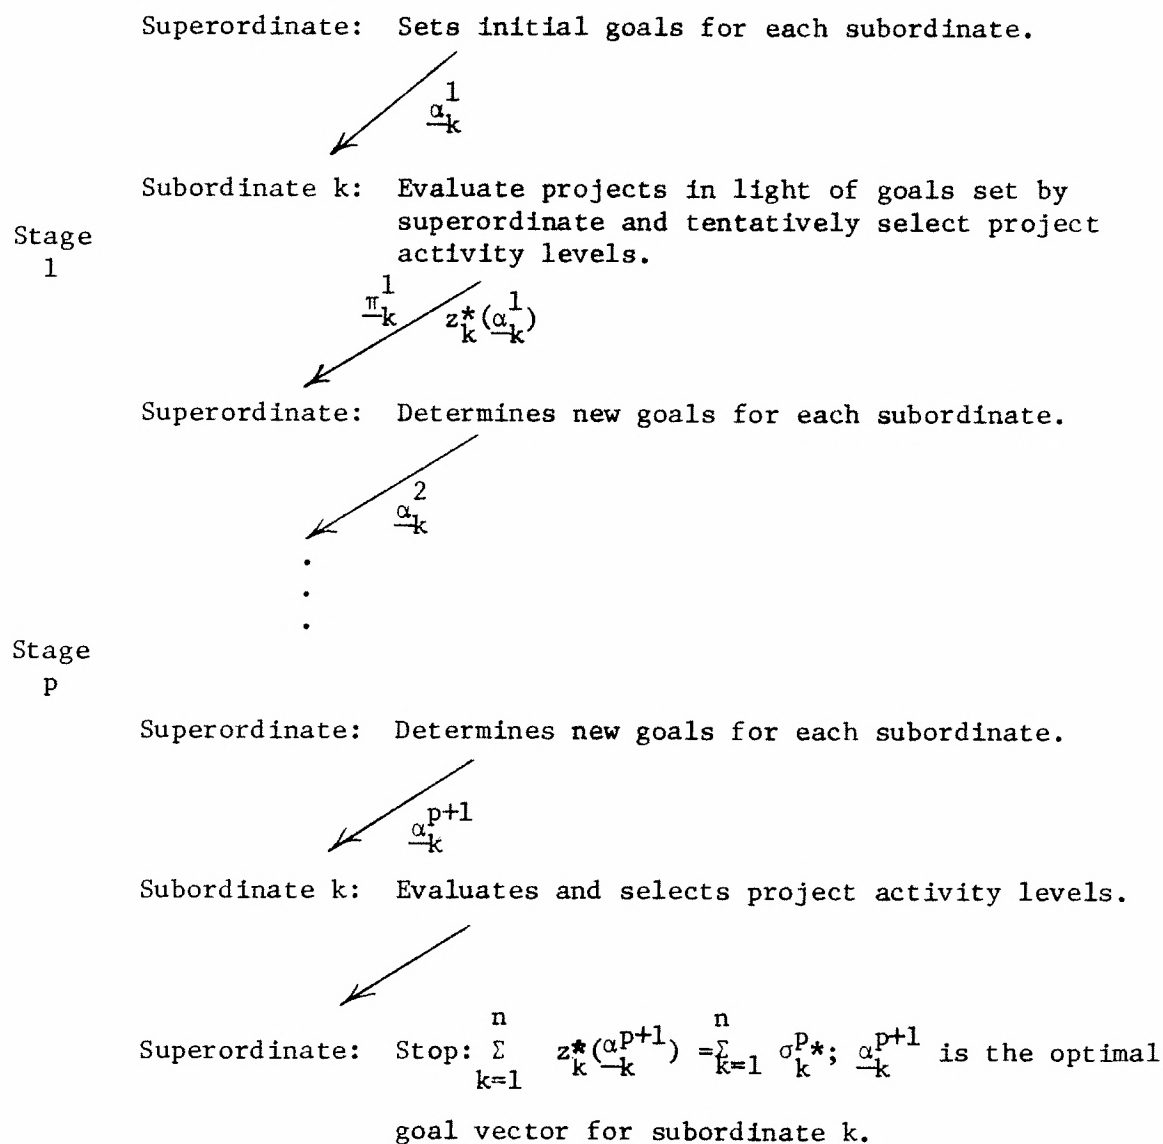 Superordinate: Sets initial goals for each subordinate.
α_k^1
Subordinate k: Evaluate projects in light of goals set by
superordinate and tentatively select project
activity levels.
Stage
1
π_k^1 z_k^*(α_k^1)
Superordinate: Determines new goals for each subordinate.
α_k^2
.
.
.
Stage
p
Superordinate: Determines new goals for each subordinate.
α_k^{p+1}
Subordinate k: Evaluates and selects project activity levels.
Superordinate: Stop: Σ_{k=1}^n z_k^*(α_k^{p+1}) = Σ_{k=1}^n σ_k^{p*}; α_k^{p+1} is the optimal
goal vector for subordinate k.